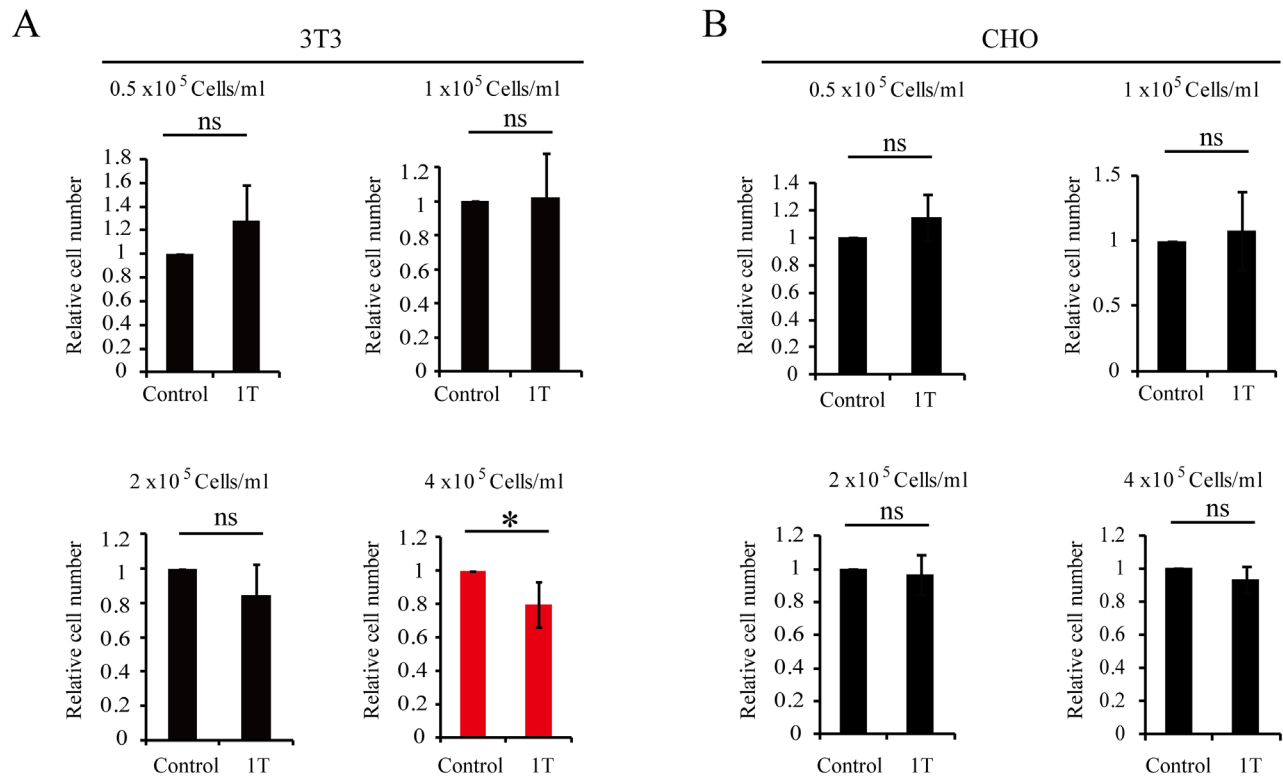 A
3T3
0.5 x10^5 Cells/ml
ns
Relative cell number
1.8
1.6
1.4
1.2
1
0.8
0.6
0.4
0.2
0
Control 1T
1 x10^5 Cells/ml
ns
Relative cell number
1.2
1
0.8
0.6
0.4
0.2
0
Control 1T
2 x10^5 Cells/ml
ns
Relative cell number
1.2
1
0.8
0.6
0.4
0.2
0
Control 1T
4 x10^5 Cells/ml
*
Relative cell number
1.2
1
0.8
0.6
0.4
0.2
0
Control 1T
B
CHO
0.5 x10^5 Cells/ml
ns
Relative cell number
1.4
1.2
1
0.8
0.6
0.4
0.2
0
Control 1T
1 x10^5 Cells/ml
ns
Relative cell number
1.5
1
0.5
0
Control 1T
2 x10^5 Cells/ml
ns
Relative cell number
1.2
1
0.8
0.6
0.4
0.2
0
Control 1T
4 x10^5 Cells/ml
ns
Relative cell number
1.2
1
0.8
0.6
0.4
0.2
0
Control 1T